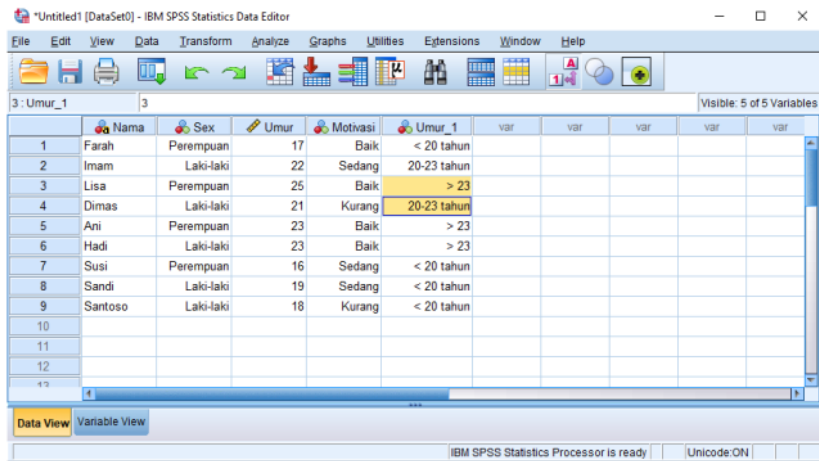 *Untitled1 [DataSet0] - IBM SPSS Statistics Data Editor
File Edit View Data Transform Analyze Graphs Utilities Extensions Window Help
3 : Umur_1 3 Visible: 5 of 5 Variables
Nama Sex Umur Motivasi Umur_1 var var var var var
1 Farah Perempuan 17 Baik < 20 tahun
2 Imam Laki-laki 22 Sedang 20-23 tahun
3 Lisa Perempuan 25 Baik > 23
4 Dimas Laki-laki 21 Kurang 20-23 tahun
5 Ani Perempuan 23 Baik > 23
6 Hadi Laki-laki 23 Baik > 23
7 Susi Perempuan 16 Sedang < 20 tahun
8 Sandi Laki-laki 19 Sedang < 20 tahun
9 Santoso Laki-laki 18 Kurang < 20 tahun
10
11
12
13
Data View Variable View
IBM SPSS Statistics Processor is ready Unicode:ON